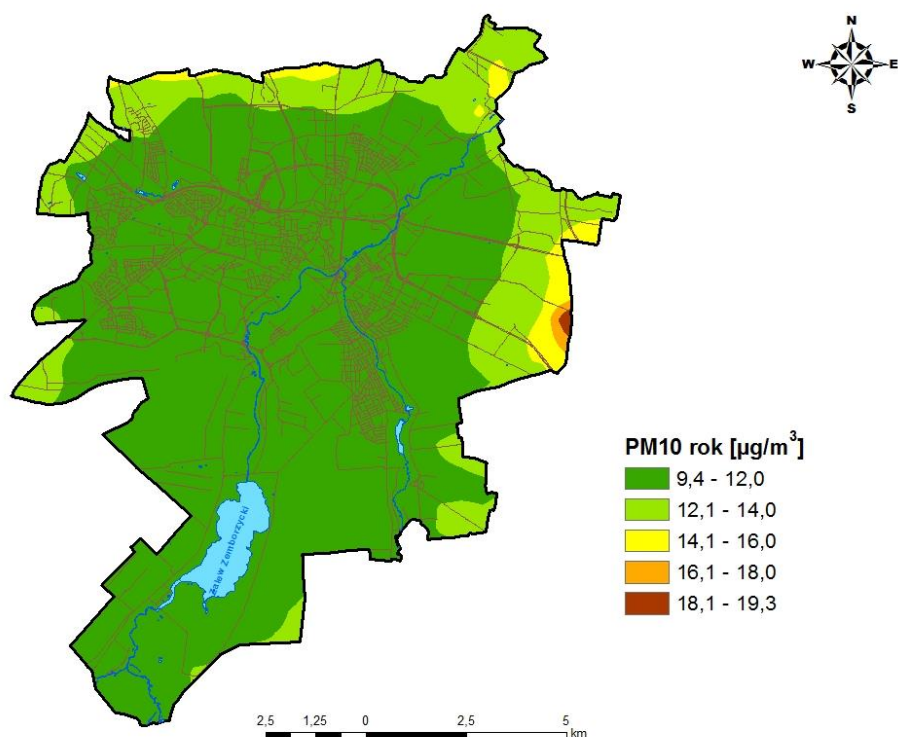 N
W E
S
PM10 rok [µg/m³]
9,4 - 12,0
12,1 - 14,0
14,1 - 16,0
16,1 - 18,0
18,1 - 19,3
Zalew Zemborzycki
2,5 1,25 0 2,5 5
km